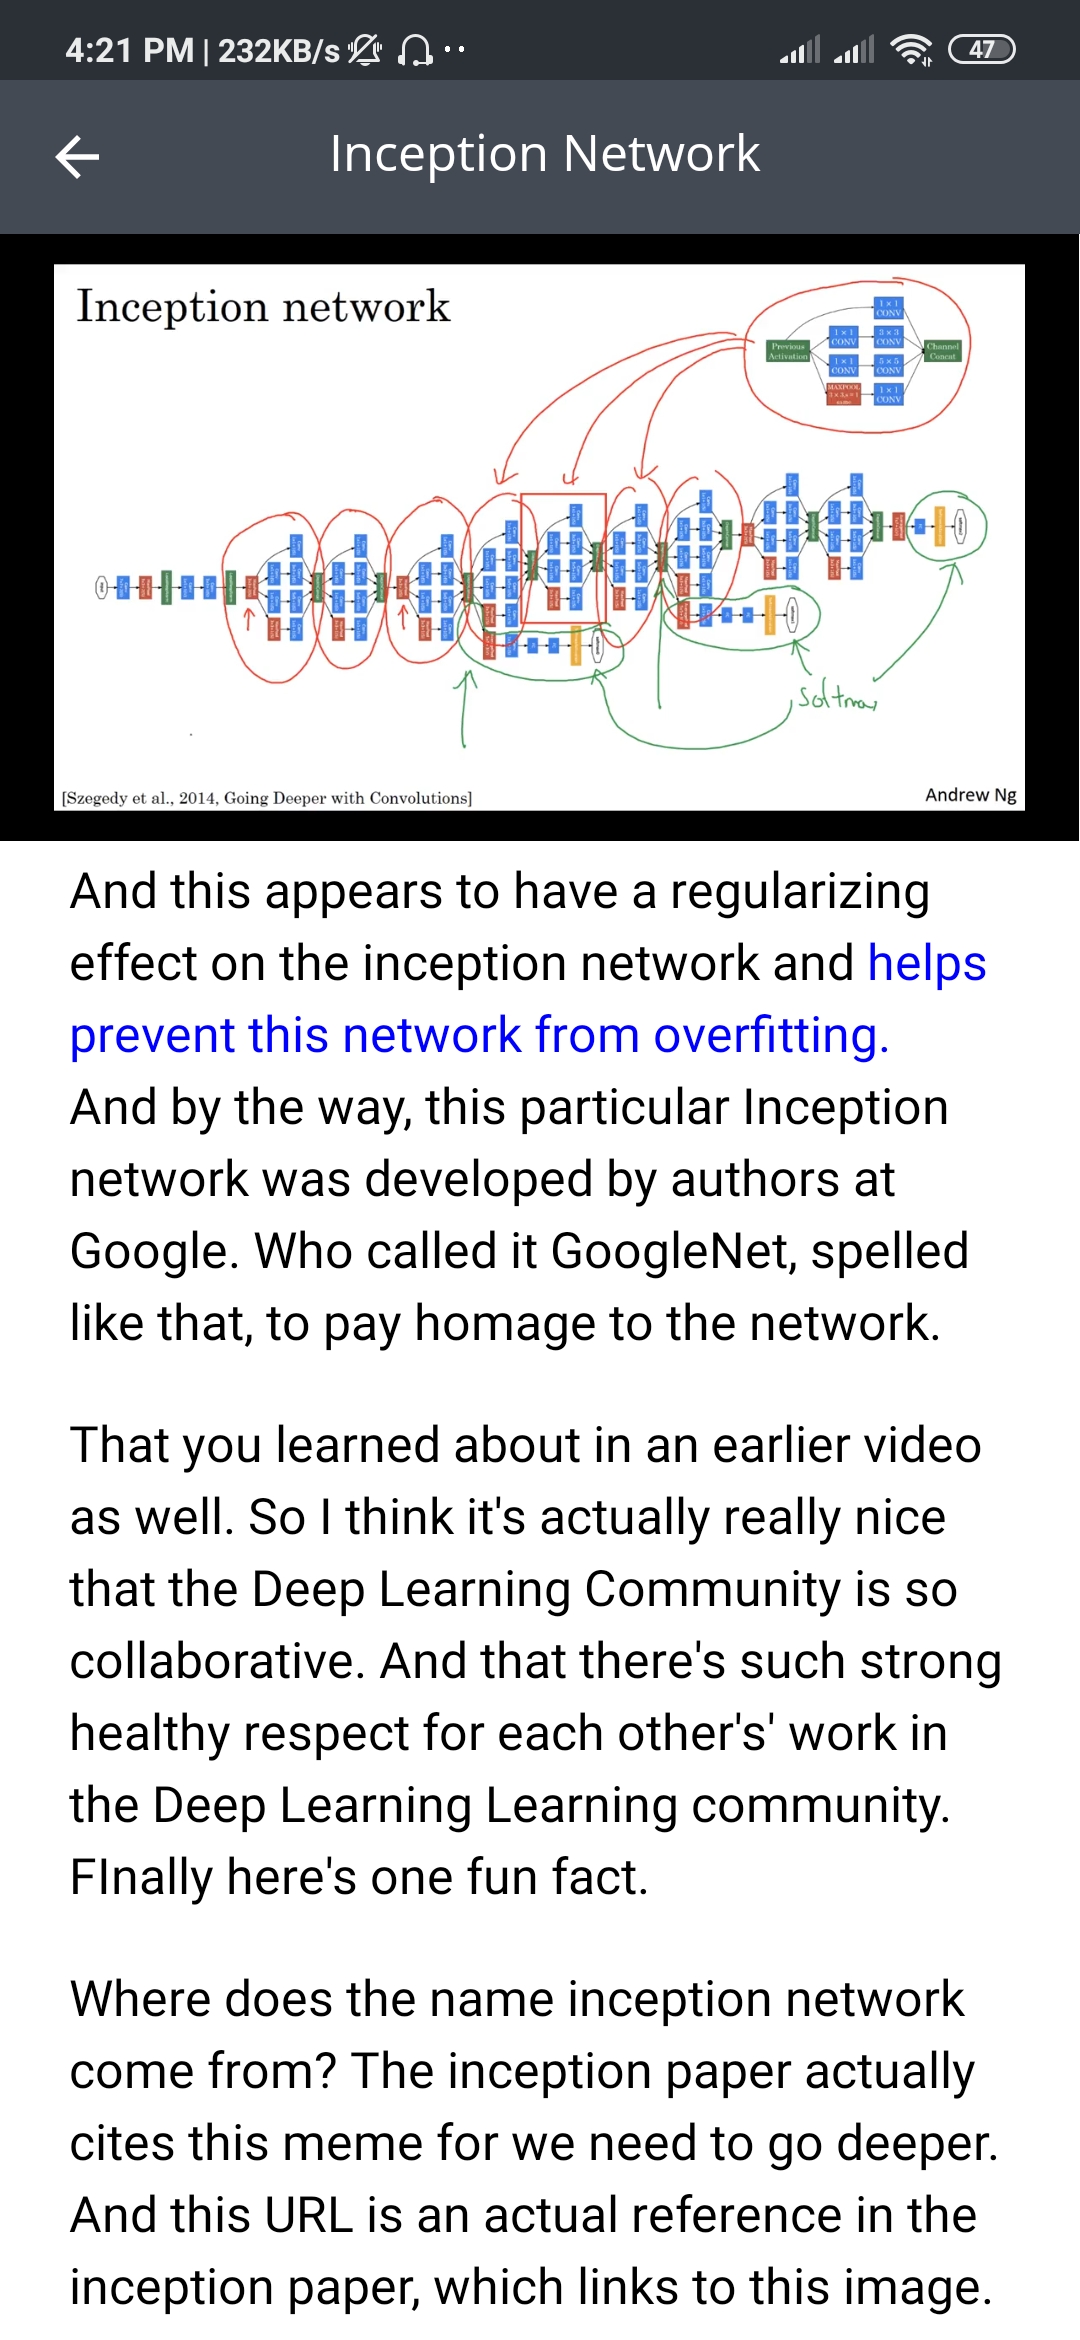 4:21 PM | 232KB/s
47
Inception Network
Inception network
1 x 1
CONV
1 x 1
CONV
3 x 3
CONV
Previous
Activation
Channel
Concat
1 x 1
CONV
5 x 5
CONV
MAXPOOL
1 x 1
CONV
Softmax
[Szegedy et al., 2014, Going Deeper with Convolutions]
Andrew Ng
And this appears to have a regularizing
effect on the inception network and helps
prevent this network from overfitting.
And by the way, this particular Inception
network was developed by authors at
Google. Who called it GoogleNet, spelled
like that, to pay homage to the network.
That you learned about in an earlier video
as well. So I think it's actually really nice
that the Deep Learning Community is so
collaborative. And that there's such strong
healthy respect for each other's' work in
the Deep Learning Learning community.
FInally here's one fun fact.
Where does the name inception network
come from? The inception paper actually
cites this meme for we need to go deeper.
And this URL is an actual reference in the
inception paper, which links to this image.